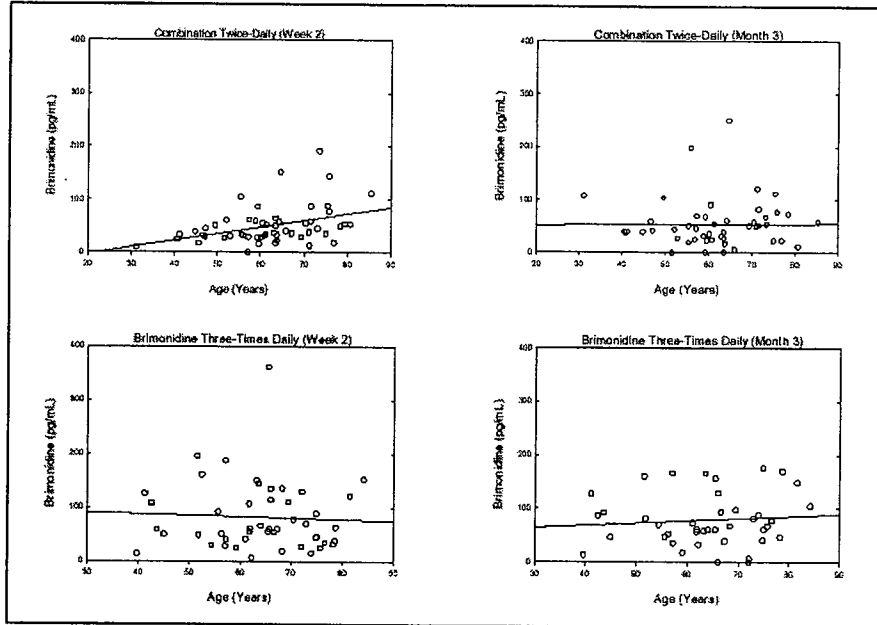 Combination Twice-Daily (Week 2)
400
300
200
100
0
Brimonidine (pg/mL)
20 30 40 50 60 70 80 90
Age (Years)
Combination Twice-Daily (Month 3)
400
300
200
100
0
Brimonidine (pg/mL)
20 30 40 50 60 70 80 90
Age (Years)
Brimonidine Three-Times Daily (Week 2)
400
300
200
100
0
Brimonidine (pg/mL)
30 40 50 60 70 80
Age (Years)
Brimonidine Three-Times Daily (Month 3)
400
300
200
100
0
Brimonidine (pg/mL)
30 40 50 60 70 80 90
Age (Years)